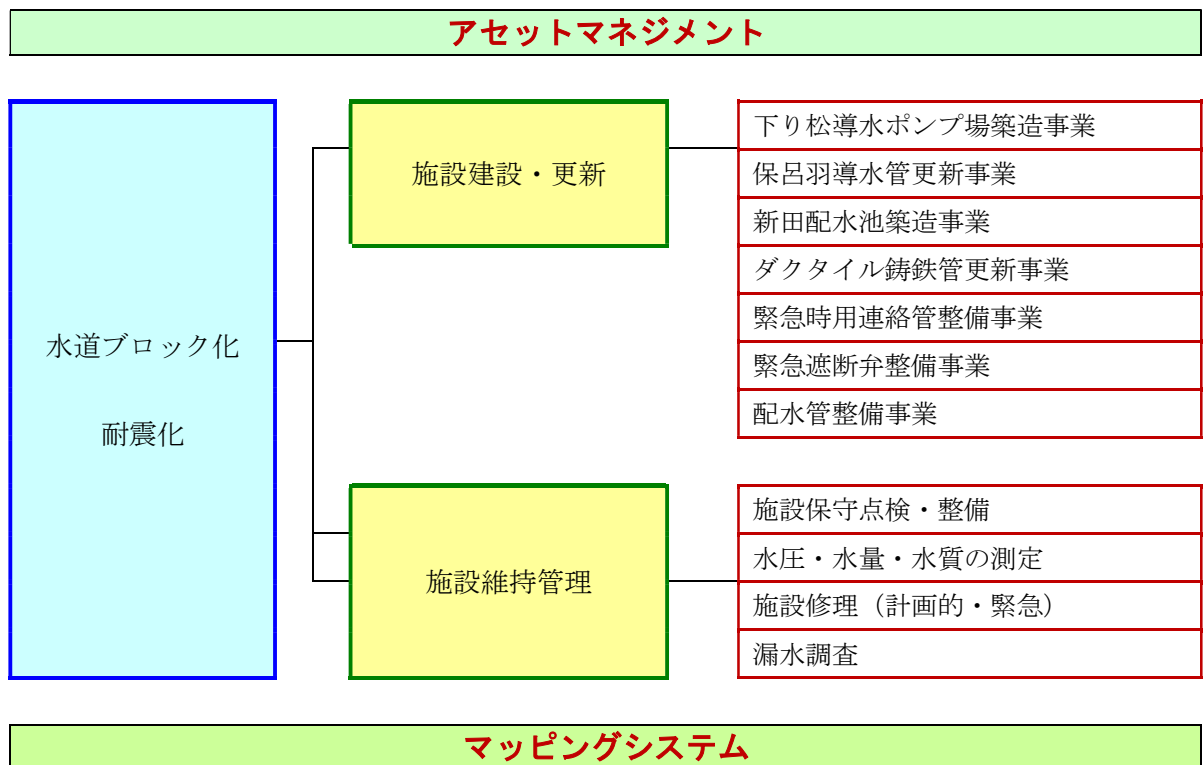 アセットマネジメント
水道ブロック化
耐震化
施設建設・更新
下り松導水ポンプ場築造事業
保呂羽導水管更新事業
新田配水池築造事業
ダクタイル鋳鉄管更新事業
緊急時用連絡管整備事業
緊急遮断弁整備事業
配水管整備事業
施設維持管理
施設保守点検・整備
水圧・水量・水質の測定
施設修理（計画的・緊急）
漏水調査
マッピングシステム